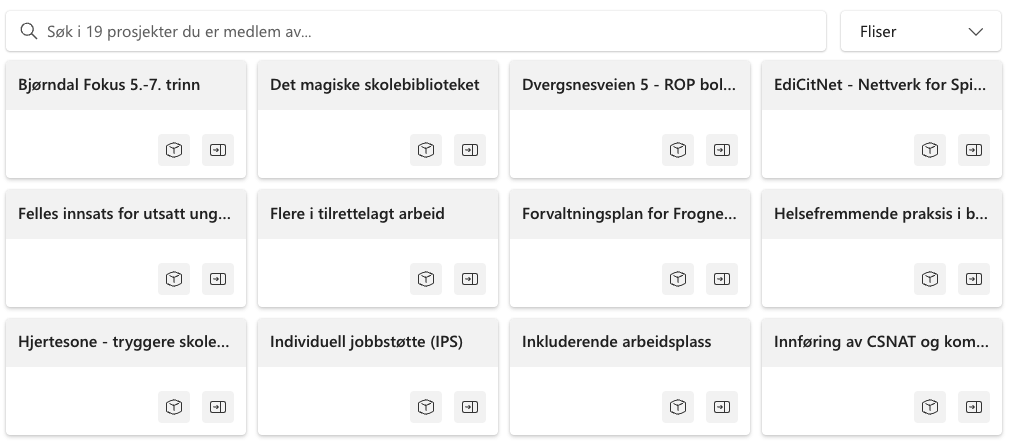 Søk i 19 prosjekter du er medlem av...
Fliser
Bjørndal Fokus 5.-7. trinn
Det magiske skolebiblioteket
Dvergsnesveien 5 - ROP bol...
EdiCitNet - Nettverk for Spi...
Felles innsats for utsatt ung...
Flere i tilrettelagt arbeid
Forvaltningsplan for Frogne...
Helsefremmende praksis i b...
Hjertesone - tryggere skole...
Individuell jobbstøtte (IPS)
Inkluderende arbeidsplass
Innføring av CSNAT og kom...